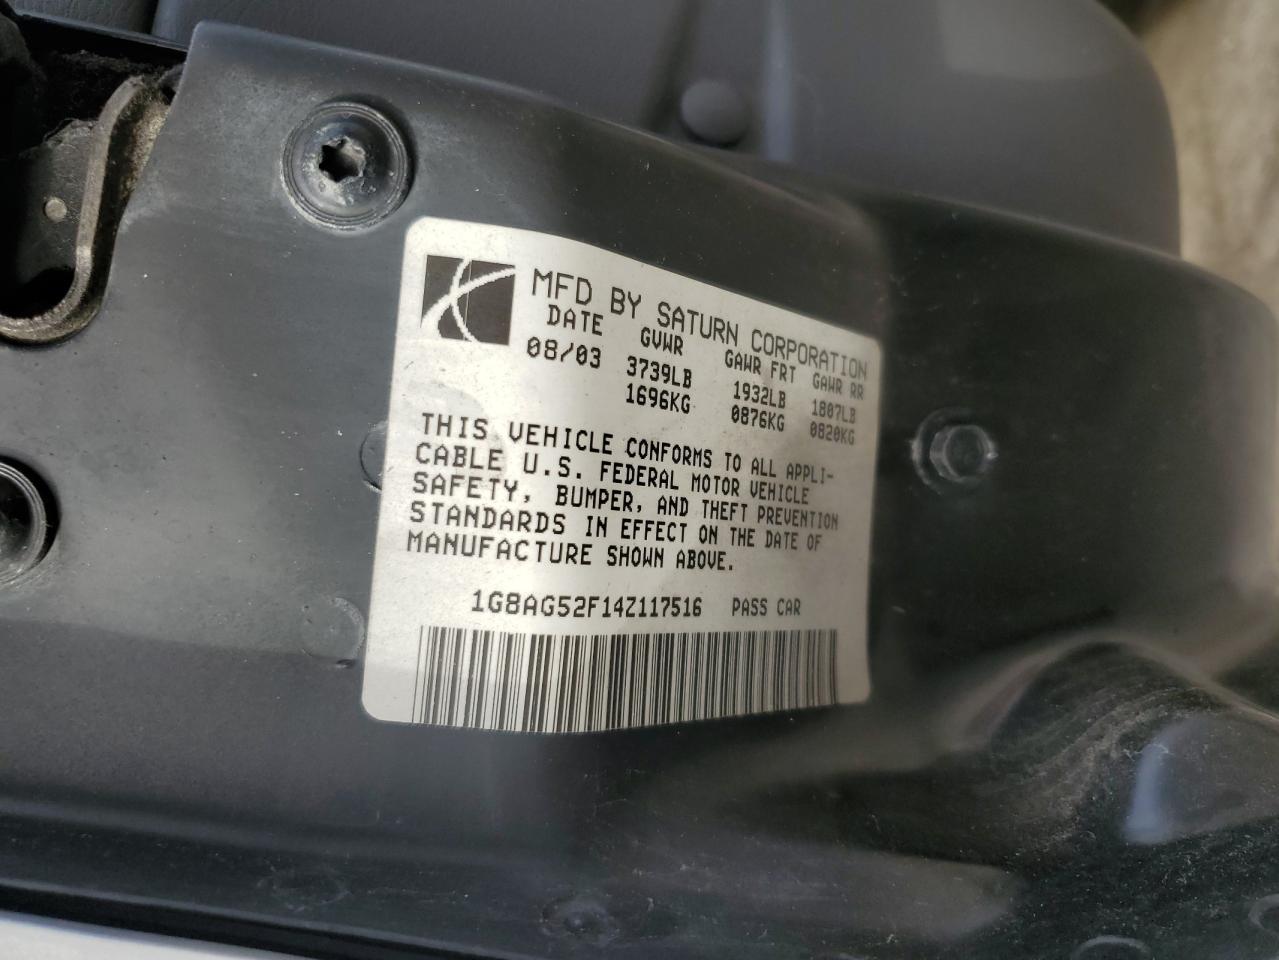 MFD BY SATURN CORPORATION
DATE GVWR GAWR FRT GAWR RR
08/03 3739LB 1932LB 1807LB
1696KG 0876KG 0820KG
THIS VEHICLE CONFORMS TO ALL APPLI-
CABLE U.S. FEDERAL MOTOR VEHICLE
SAFETY, BUMPER, AND THEFT PREVENTION
STANDARDS IN EFFECT ON THE DATE OF
MANUFACTURE SHOWN ABOVE.
1G8AG52F14Z117516 PASS CAR